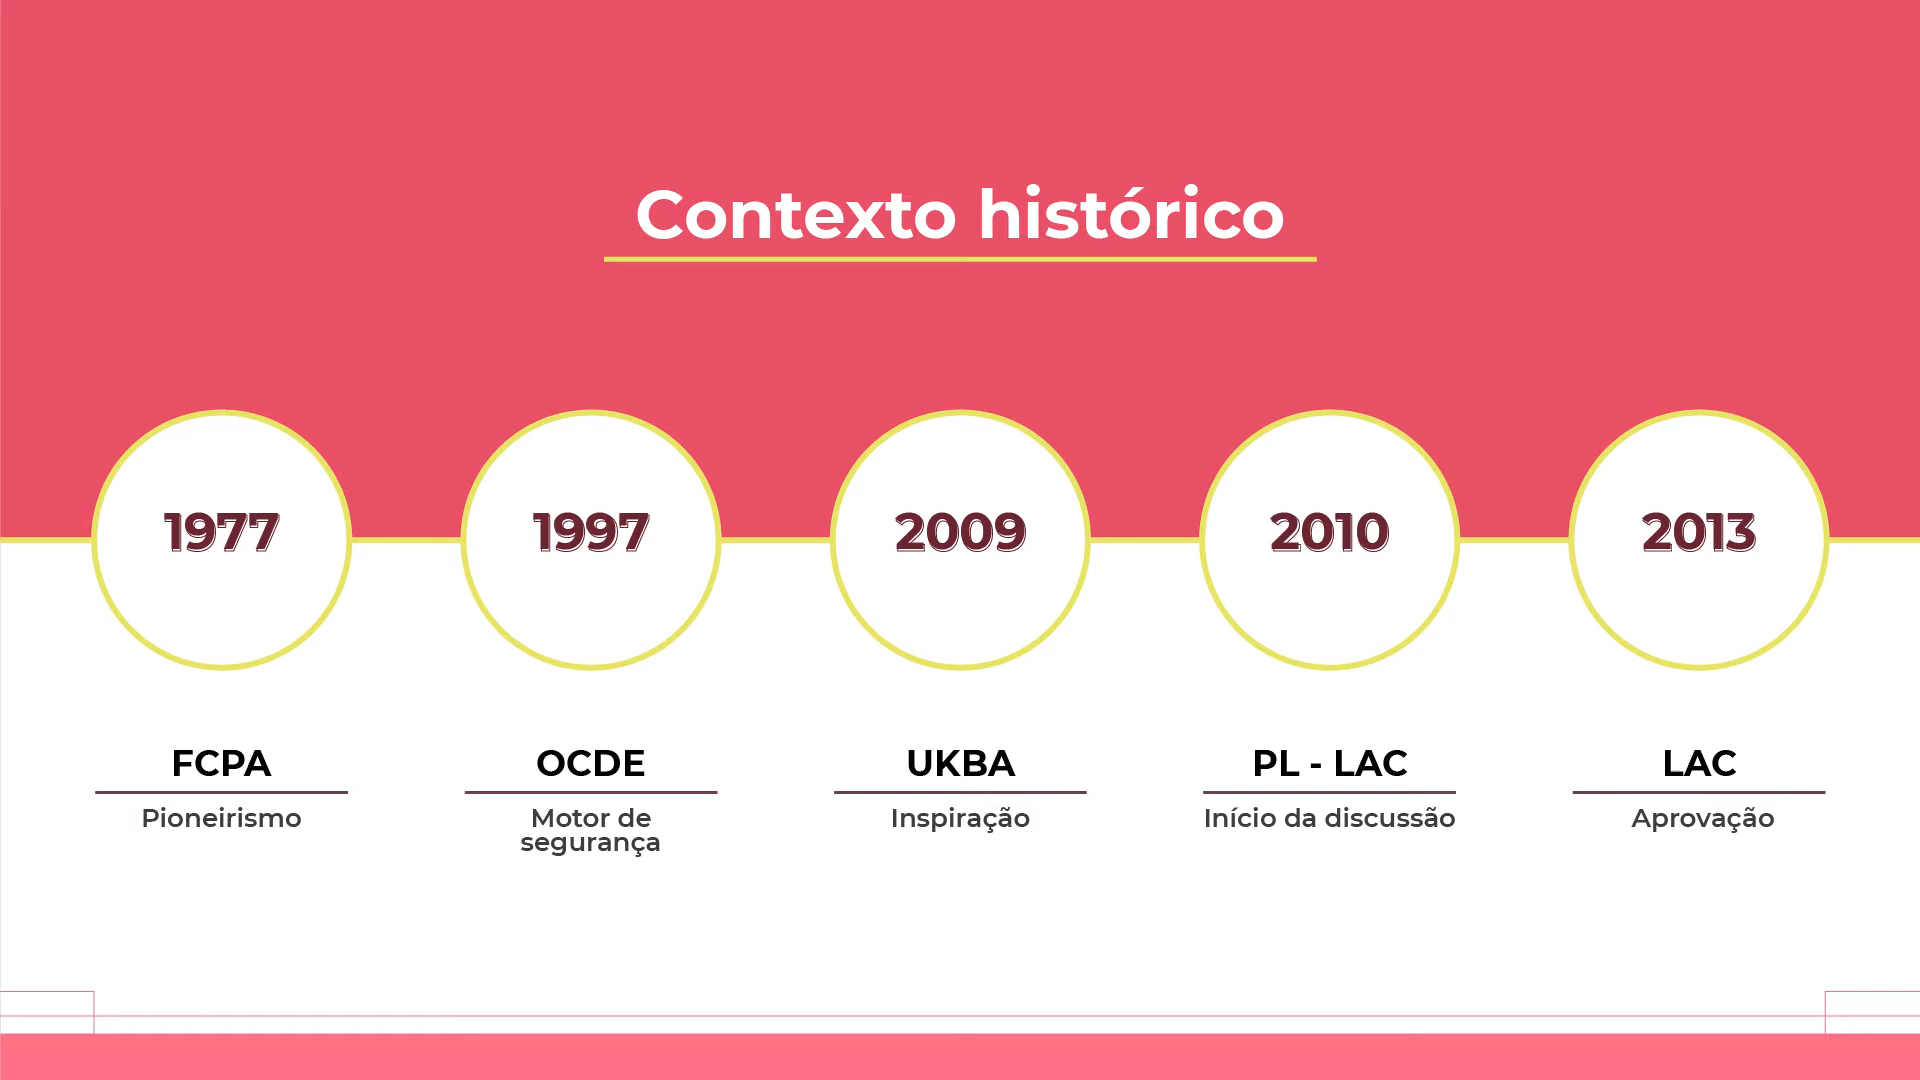 Contexto histórico
1977
1997
2009
2010
2013
FCPA
Pioneirismo
OCDE
Motor de
segurança
UKBA
Inspiração
PL - LAC
Início da discussão
LAC
Aprovação